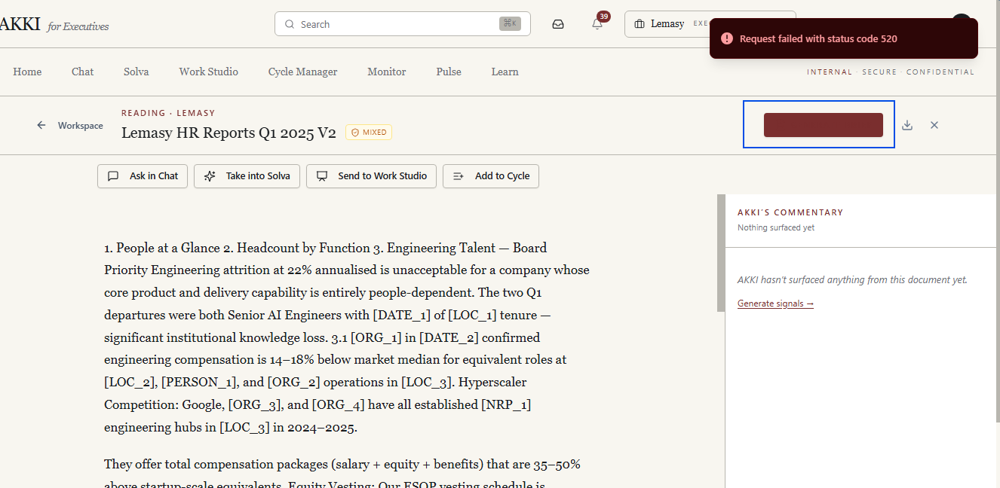 AKKI for Executives
Search
⌘K
39
Lemasy
Request failed with status code 520
Home
Chat
Solva
Work Studio
Cycle Manager
Monitor
Pulse
Learn
INTERNAL · SECURE · CONFIDENTIAL
Workspace
READING · LEMASY
Lemasy HR Reports Q1 2025 V2
MIXED
Ask in Chat
Take into Solva
Send to Work Studio
Add to Cycle
1. People at a Glance 2. Headcount by Function 3. Engineering Talent — Board
Priority Engineering attrition at 22% annualised is unacceptable for a company whose
core product and delivery capability is entirely people-dependent. The two Q1
departures were both Senior AI Engineers with [DATE_1] of [LOC_1] tenure —
significant institutional knowledge loss. 3.1 [ORG_1] in [DATE_2] confirmed
engineering compensation is 14–18% below market median for equivalent roles at
[LOC_2], [PERSON_1], and [ORG_2] operations in [LOC_3]. Hyperscaler
Competition: Google, [ORG_3], and [ORG_4] have all established [NRP_1]
engineering hubs in [LOC_3] in 2024–2025.
They offer total compensation packages (salary + equity + benefits) that are 35–50%
above startup-scale equivalents. Equity Vesting: Our ESOP vesting schedule is
AKKI'S COMMENTARY
Nothing surfaced yet
AKKI hasn't surfaced anything from this document yet.
Generate signals →